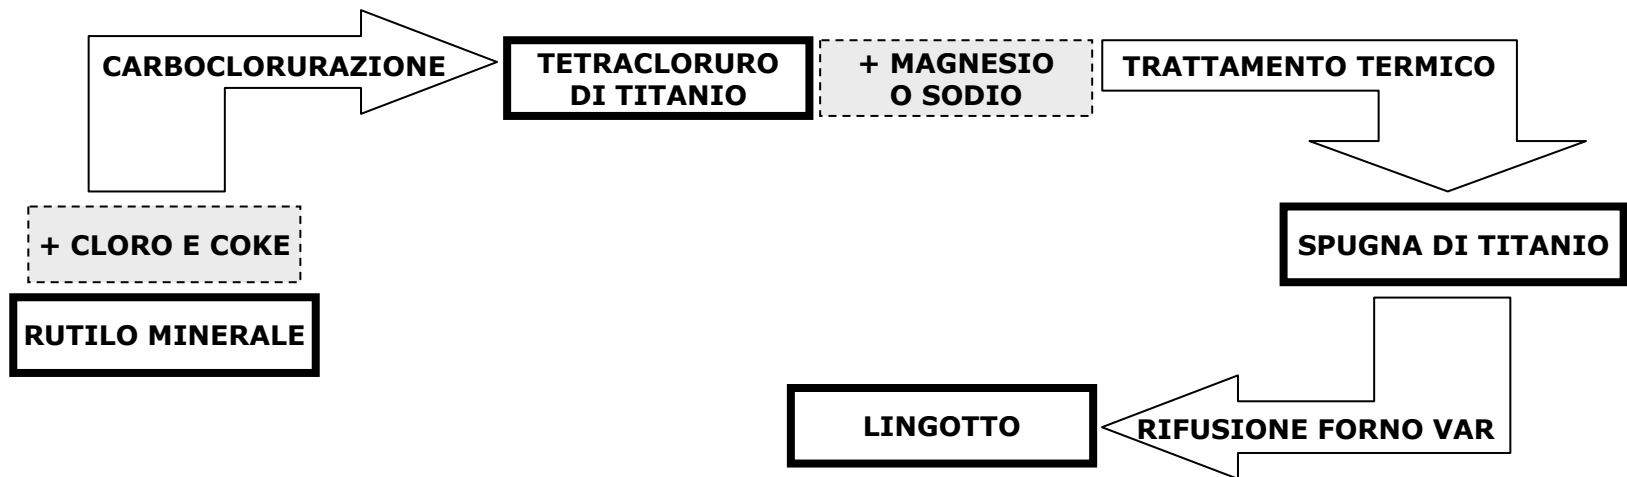 CARBOCLORURAZIONE
TETRACLORURO
DI TITANIO
+ MAGNESIO
O SODIO
TRATTAMENTO TERMICO
+ CLORO E COKE
RUTILO MINERALE
SPUGNA DI TITANIO
RIFUSIONE FORNO VAR
LINGOTTO